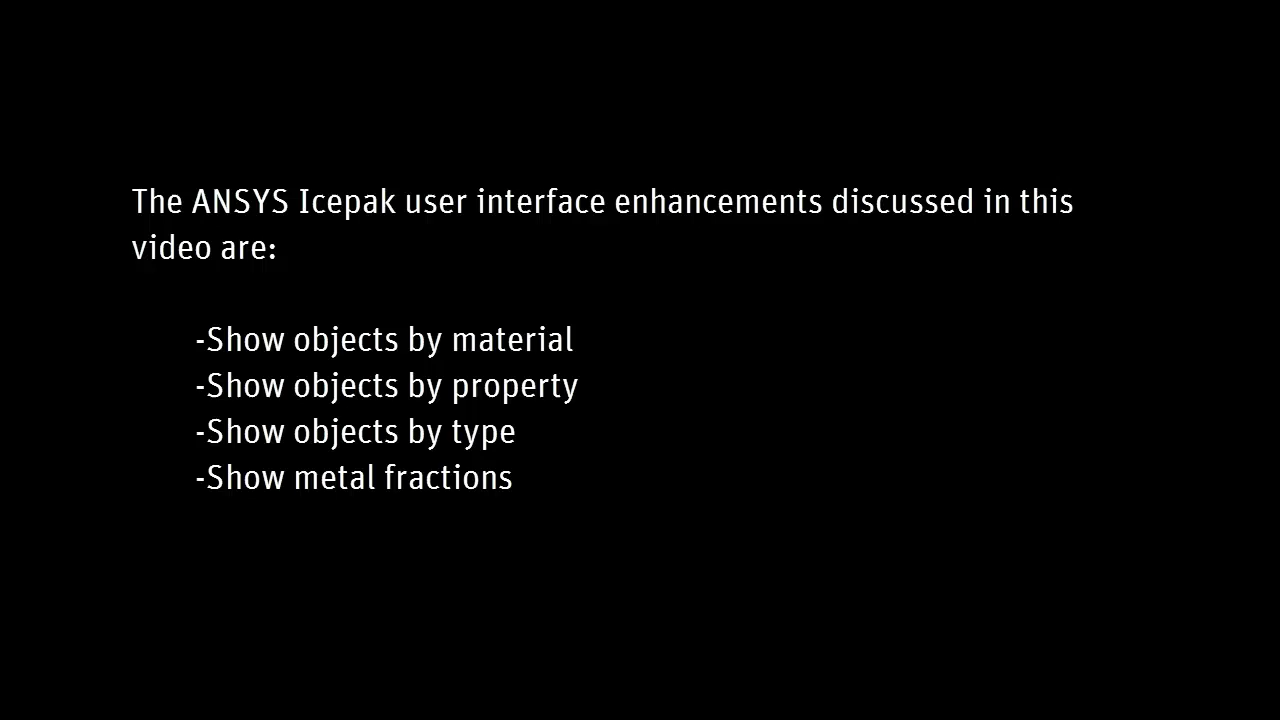 The ANSYS Icepak user interface enhancements discussed in this
video are:
-Show objects by material
-Show objects by property
-Show objects by type
-Show metal fractions